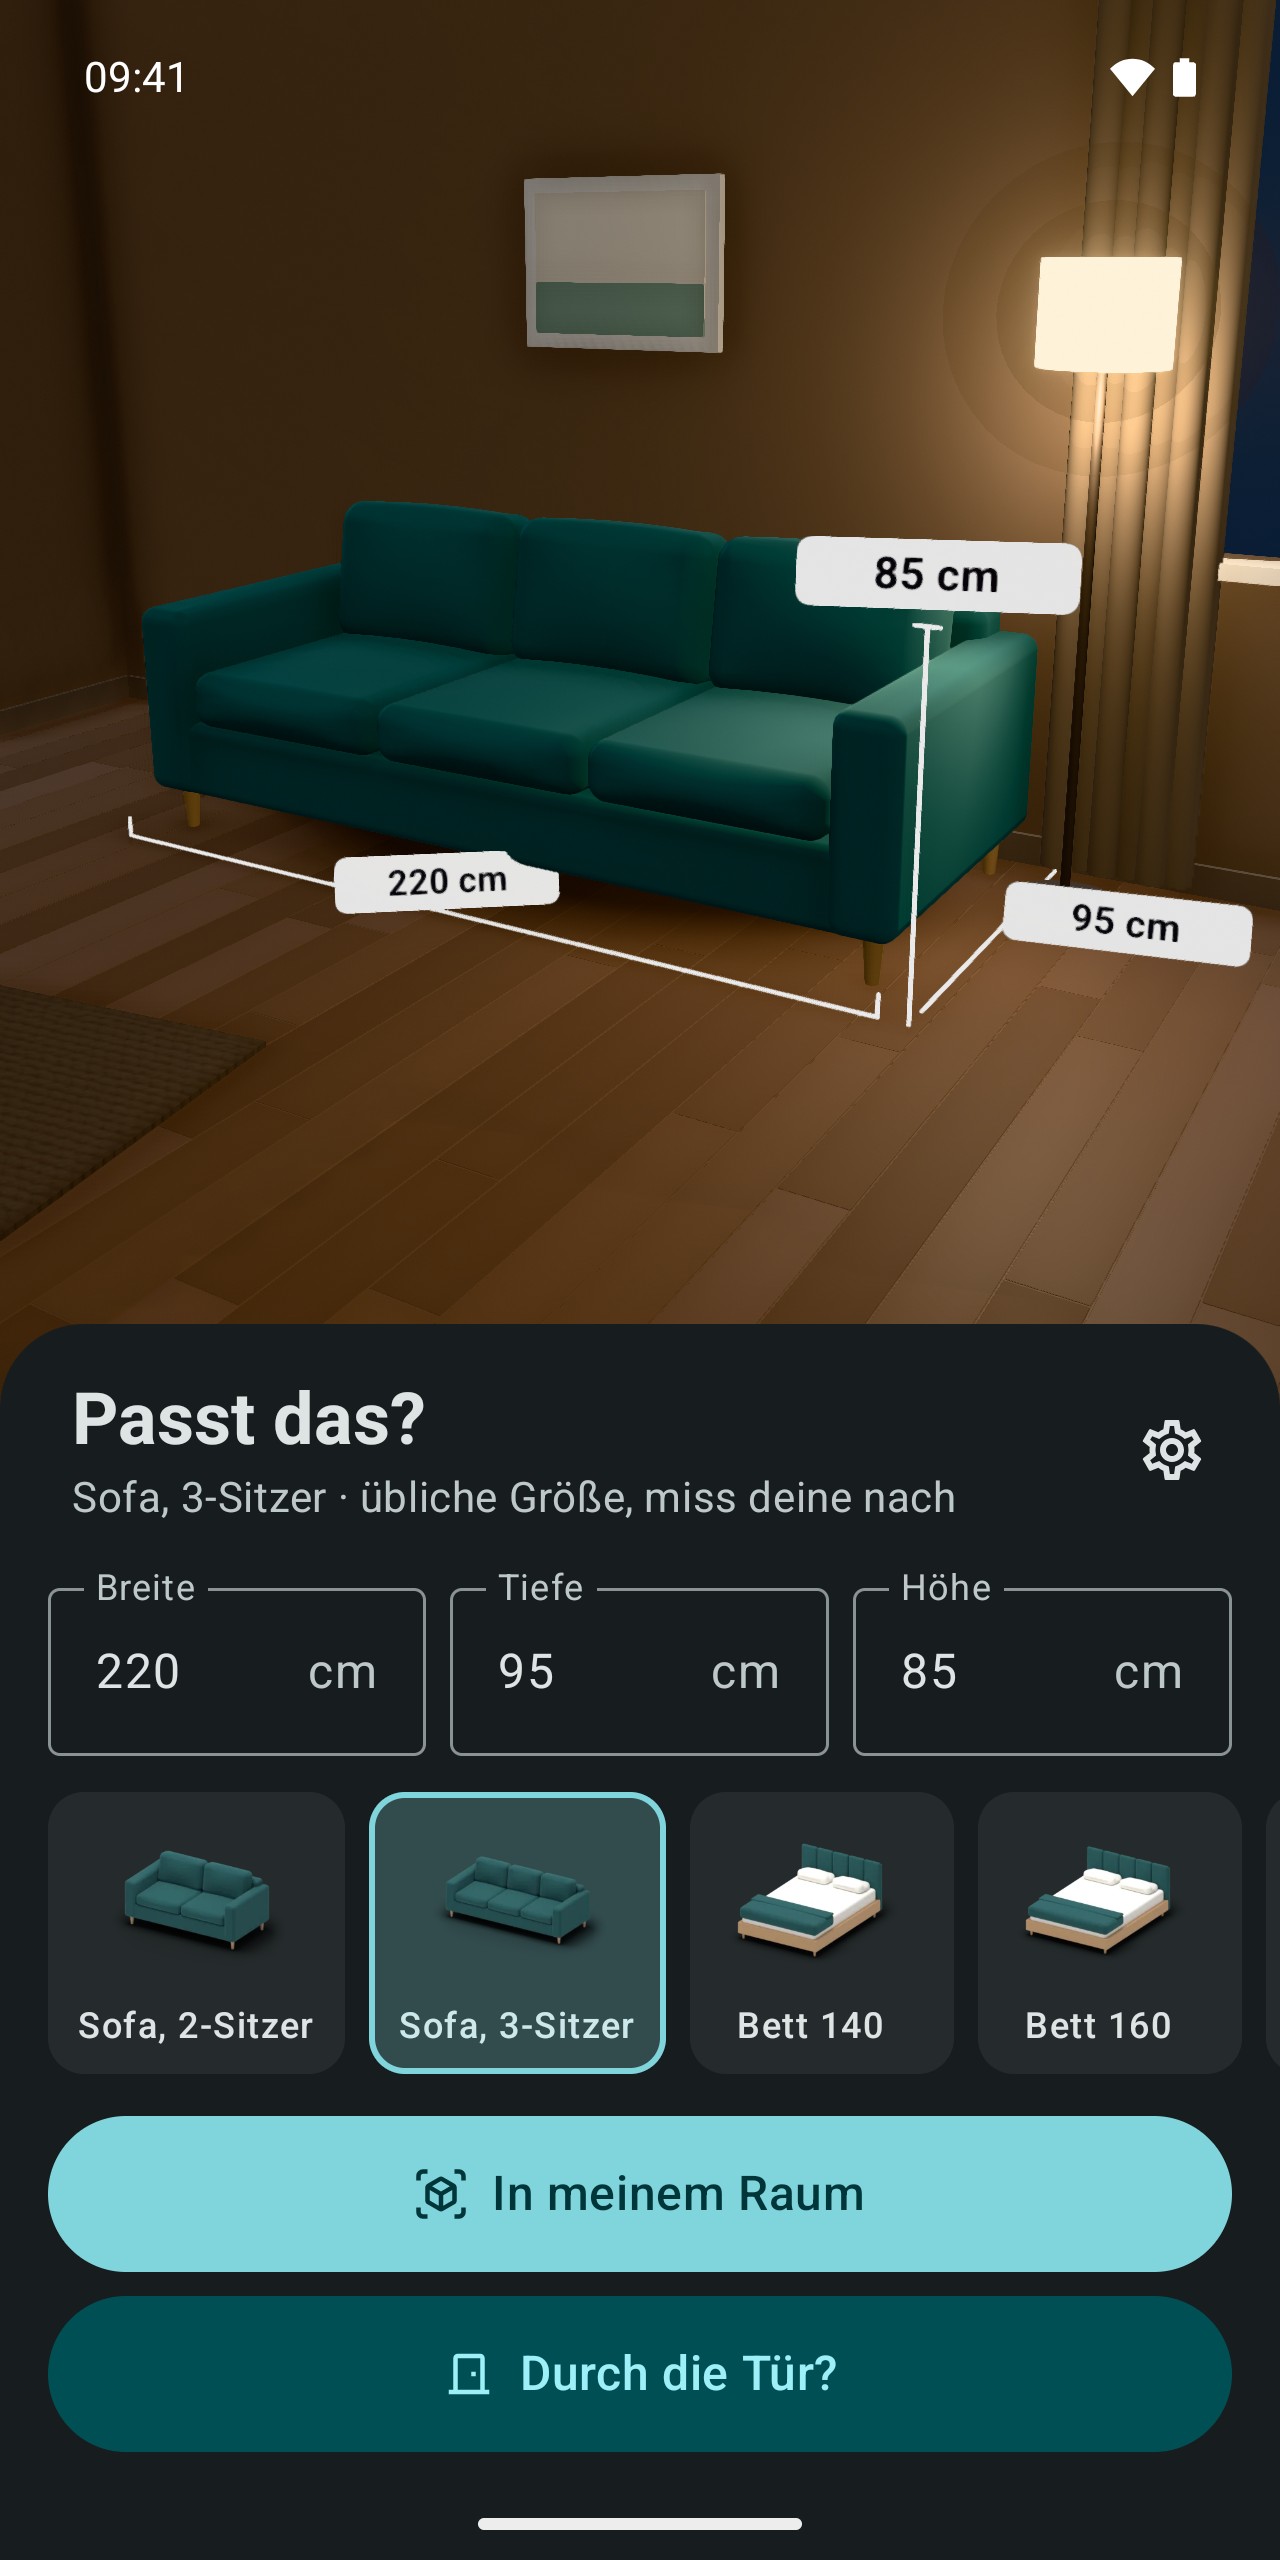 09:41
85 cm
220 cm
95 cm
Passt das?
Sofa, 3-Sitzer · übliche Größe, miss deine nach
Breite
220 cm
Tiefe
95 cm
Höhe
85 cm
Sofa, 2-Sitzer
Sofa, 3-Sitzer
Bett 140
Bett 160
In meinem Raum
Durch die Tür?